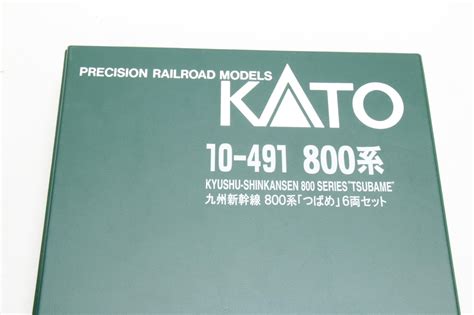 PRECISION RAILROAD MODELS
KATO
10-491 800系
KYUSHU-SHINKANSEN 800 SERIES "TSUBAME"
九州新幹線 800系「つばめ」6両セット